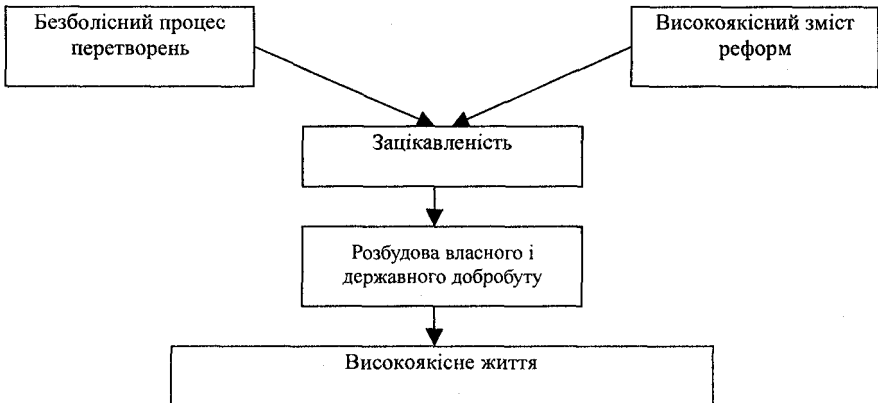 Безболісний процес
перетворень
Високоякісний зміст
реформ
Зацікавленість
Розбудова власного і
державного добробуту
Високоякісне життя